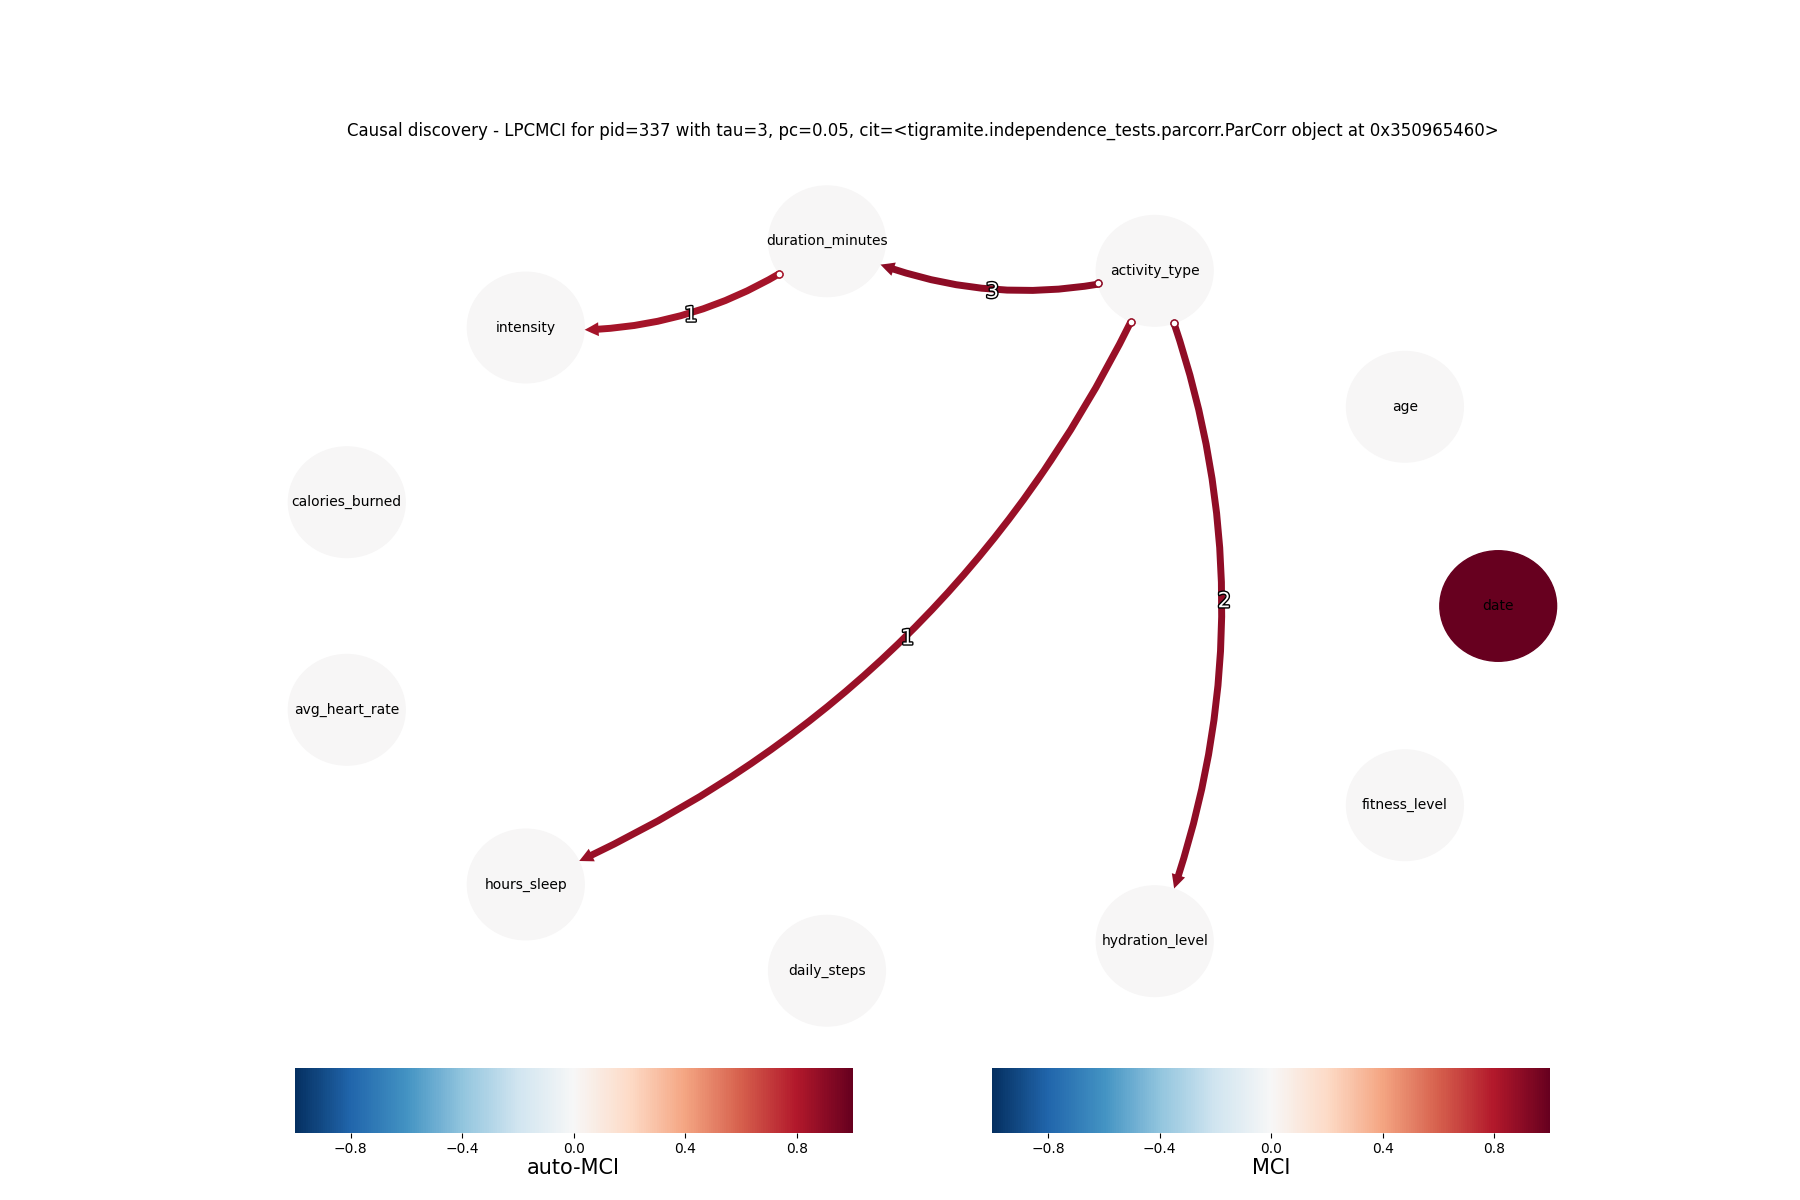 Causal discovery - LPCMCI for pid=337 with tau=3, pc=0.05, cit=<tigramite.independence_tests.parcorr.ParCorr object at 0x350965460>
duration_minutes
activity_type
3
1
intensity
age
calories_burned
date
2
1
avg_heart_rate
fitness_level
hours_sleep
hydration_level
daily_steps
−0.8 −0.4 0.0 0.4 0.8
auto-MCI
−0.8 −0.4 0.0 0.4 0.8
MCI